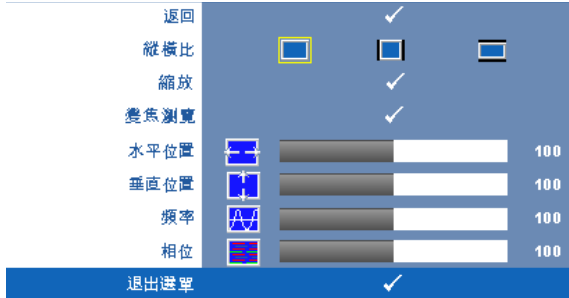 返回
縱橫比
縮放
變焦瀏覽
水平位置 100
垂直位置 100
頻率 100
相位 100
退出選單